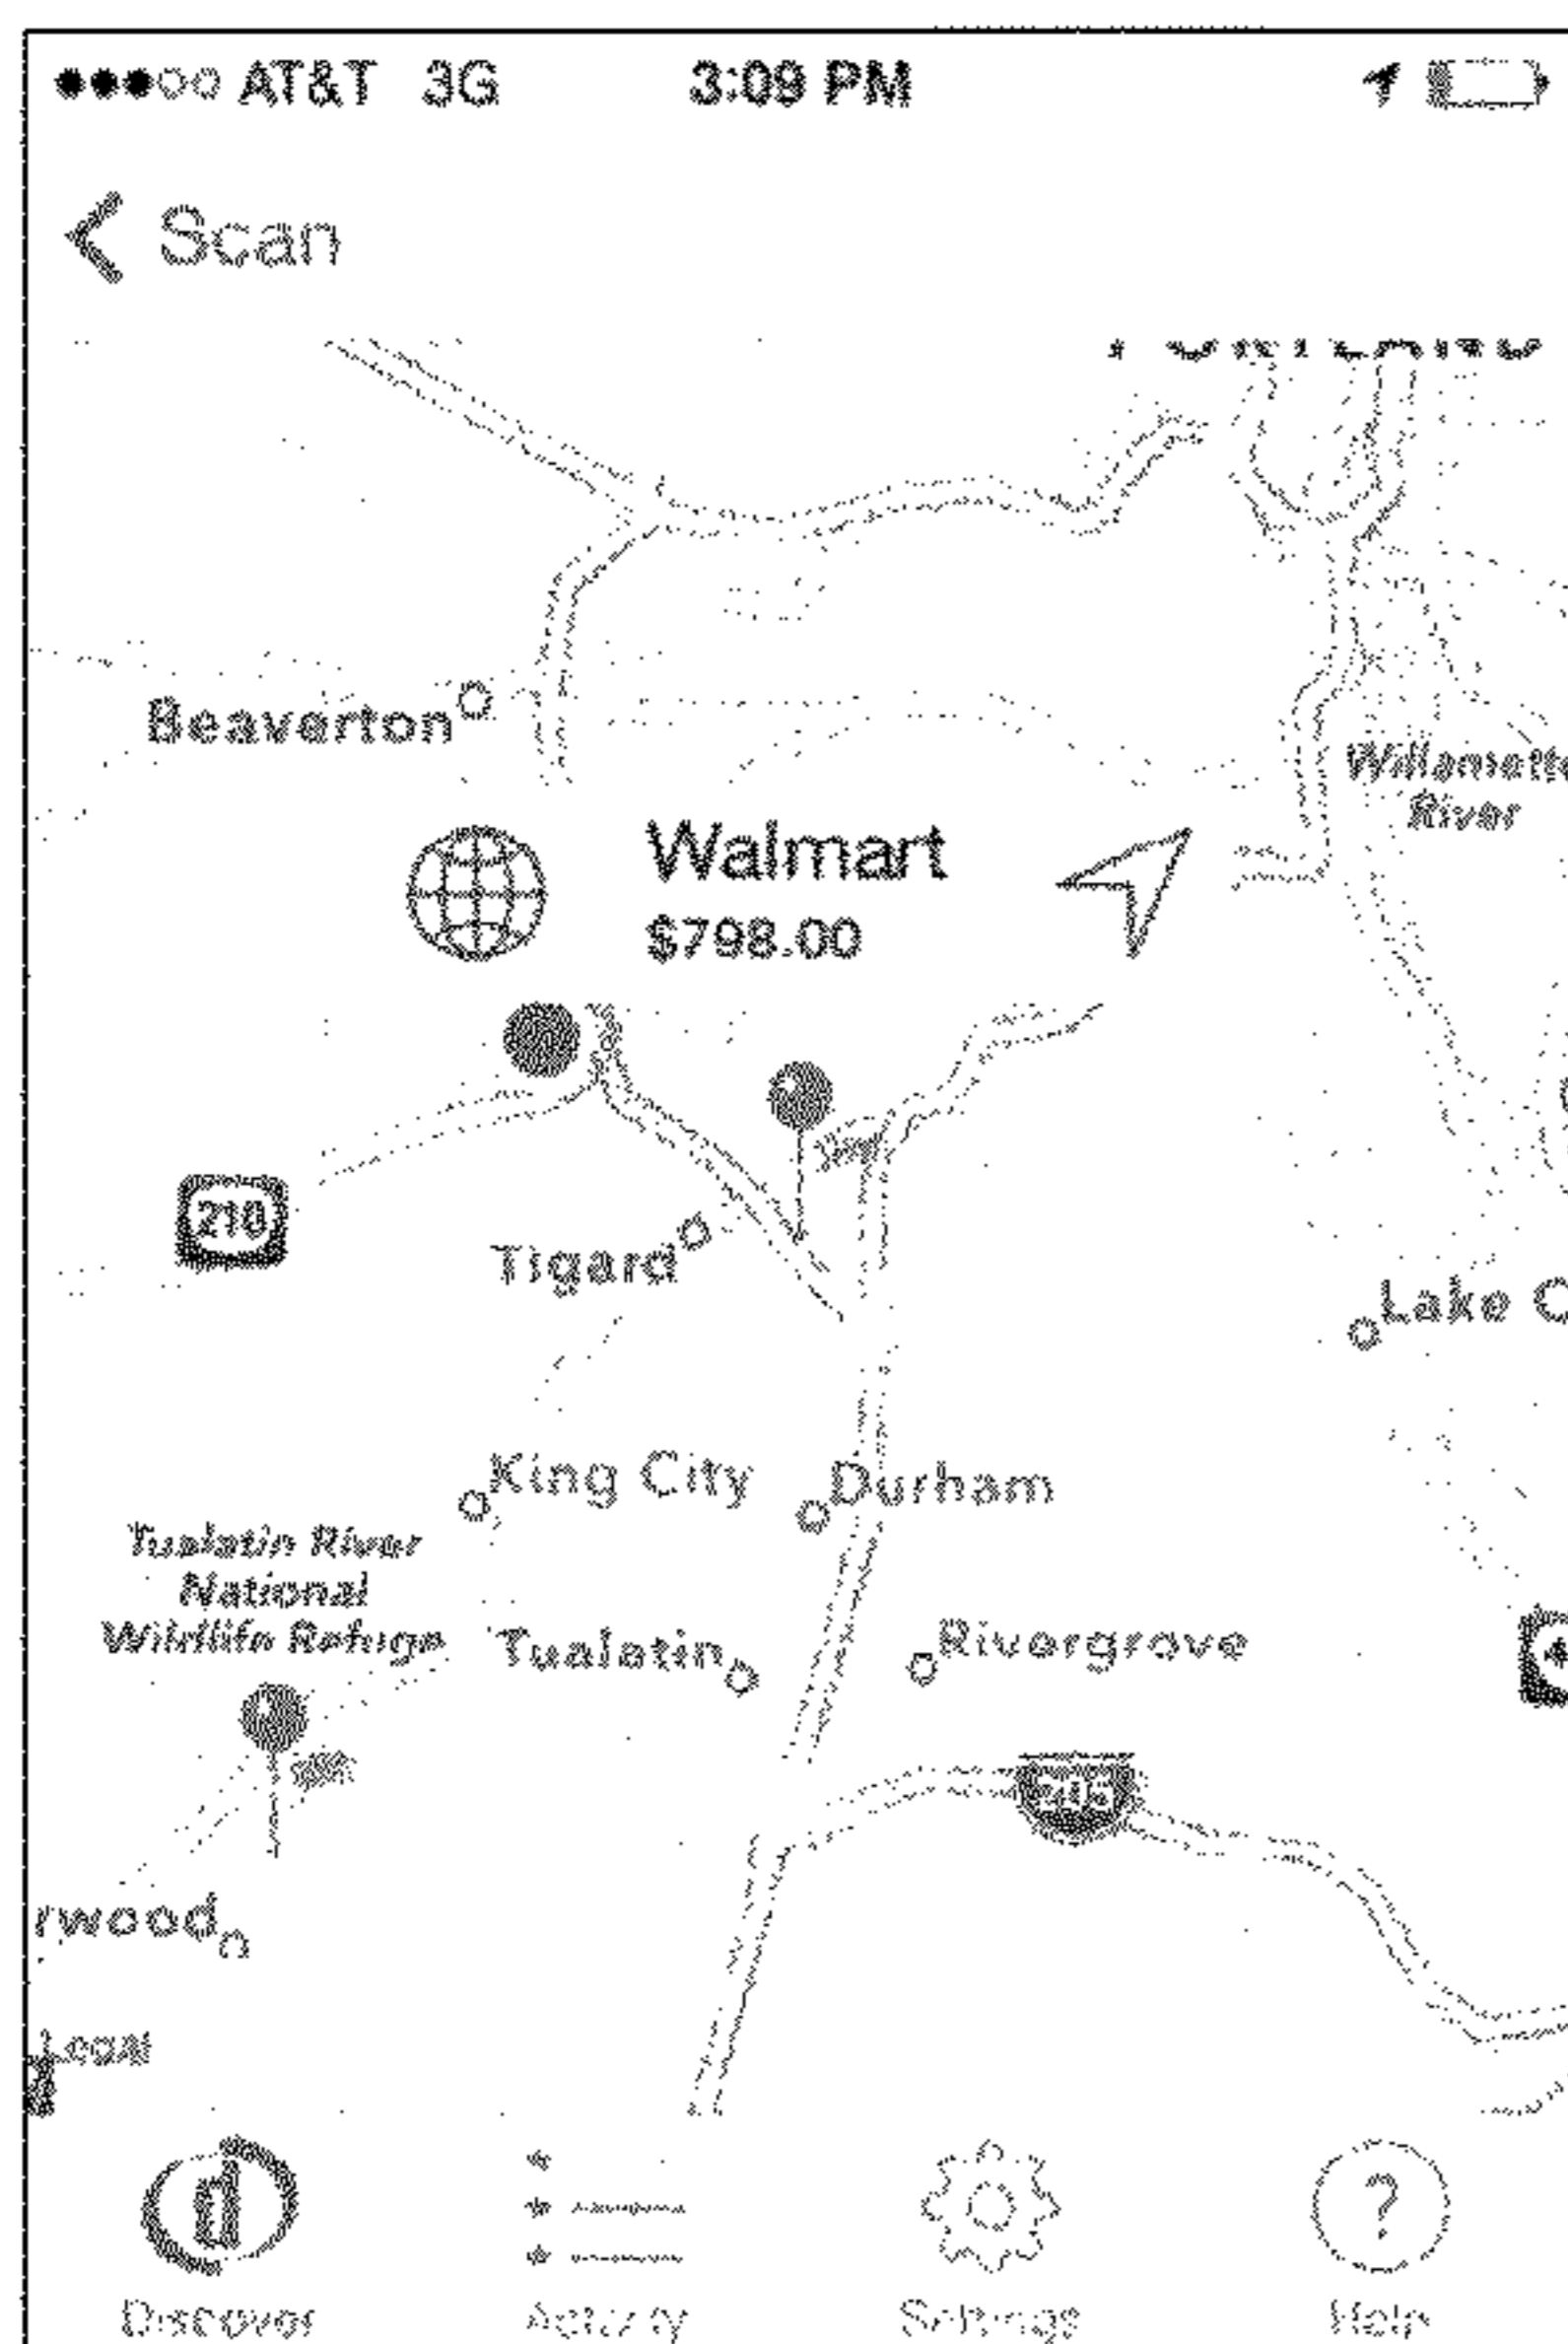 AT&T 3G 3:09 PM
Scan
Beaverton
Willamette
River
Walmart
$798.00
210
Tigard
Lake O
King City
Durham
Tualatin River
National
Wildlife Refuge
Tualatin
Rivergrove
rwood
Legal
d
Discover
Activity
Settings
?
Help